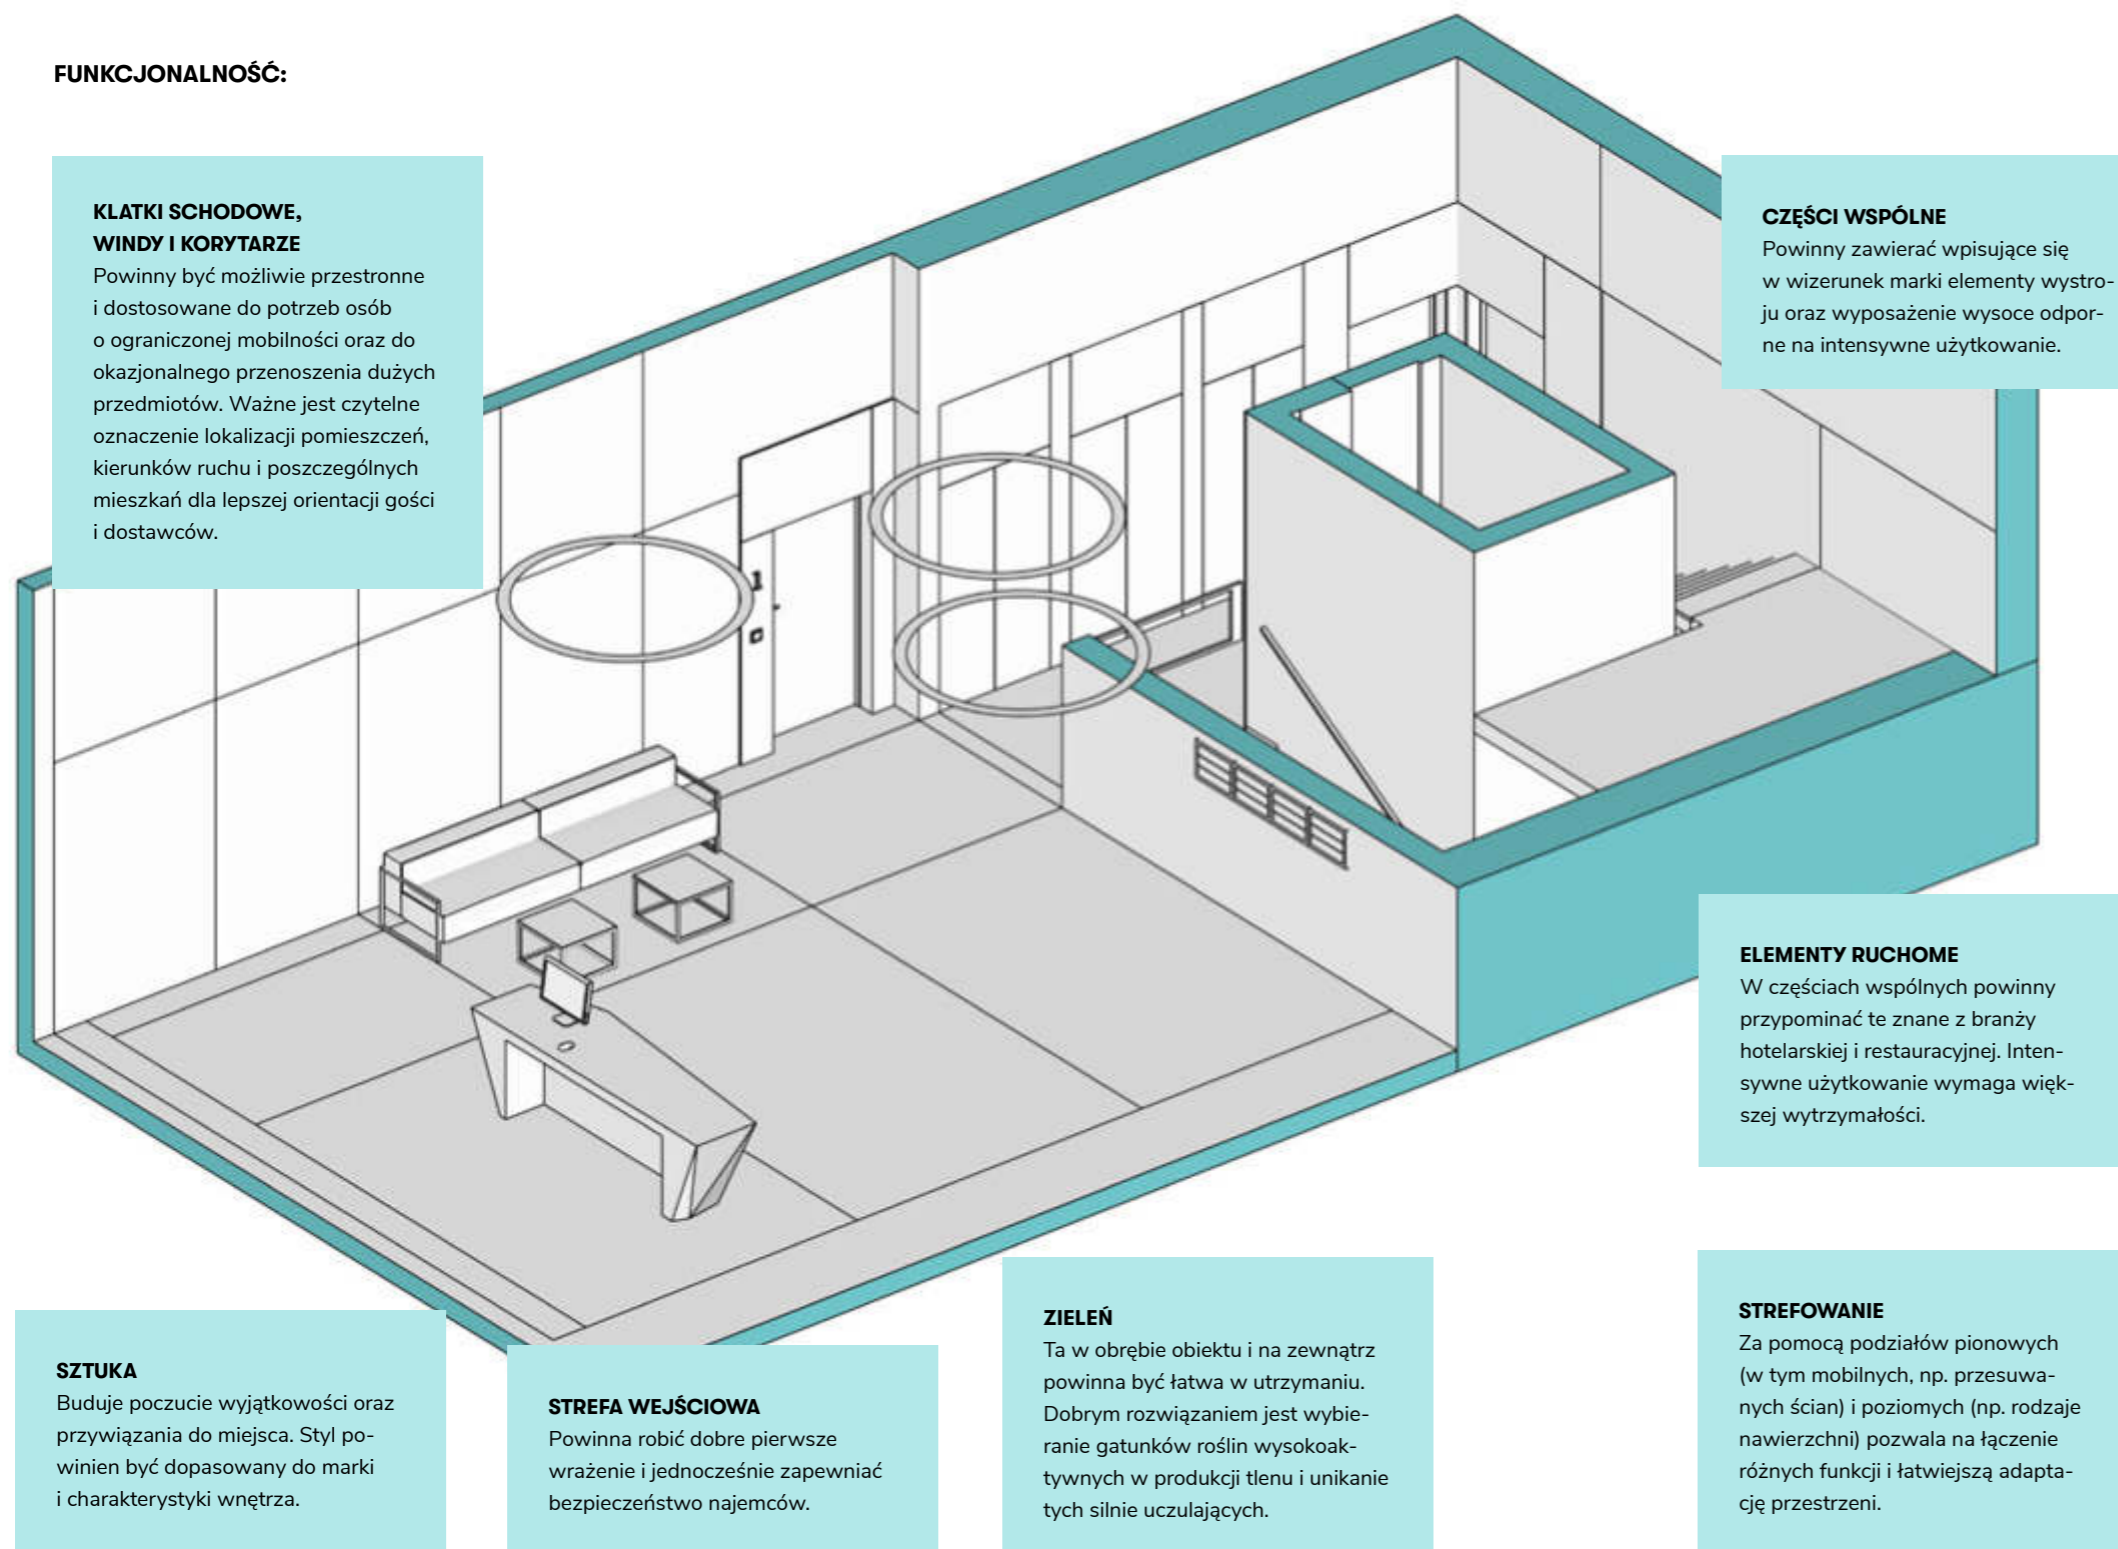 FUNKCJONALNOŚĆ:
KLATKI SCHODOWE,
WINDY I KORYTARZE
Powinny być możliwie przestronne
i dostosowane do potrzeb osób
o ograniczonej mobilności oraz do
okazjonalnego przenoszenia dużych
przedmiotów. Ważne jest czytelne
oznaczenie lokalizacji pomieszczeń,
kierunków ruchu i poszczególnych
mieszkań dla lepszej orientacji gości
i dostawców.
CZĘŚCI WSPÓLNE
Powinny zawierać wpisujące się
w wizerunek marki elementy wystro-
ju oraz wyposażenie wysoce odpor-
ne na intensywne użytkowanie.
1
ELEMENTY RUCHOME
W częściach wspólnych powinny
przypominać te znane z branży
hotelarskiej i restauracyjnej. Inten-
sywne użytkowanie wymaga więk-
szej wytrzymałości.
SZTUKA
Buduje poczucie wyjątkowości oraz
przywiązania do miejsca. Styl po-
winien być dopasowany do marki
i charakterystyki wnętrza.
STREFA WEJŚCIOWA
Powinna robić dobre pierwsze
wrażenie i jednocześnie zapewniać
bezpieczeństwo najemców.
ZIELEŃ
Ta w obrębie obiektu i na zewnątrz
powinna być łatwa w utrzymaniu.
Dobrym rozwiązaniem jest wybie-
ranie gatunków roślin wysokoak-
tywnych w produkcji tlenu i unikanie
tych silnie uczulających.
STREFOWANIE
Za pomocą podziałów pionowych
(w tym mobilnych, np. przesuwa-
nych ścian) i poziomych (np. rodzaje
nawierzchni) pozwala na łączenie
różnych funkcji i łatwiejszą adapta-
cję przestrzeni.